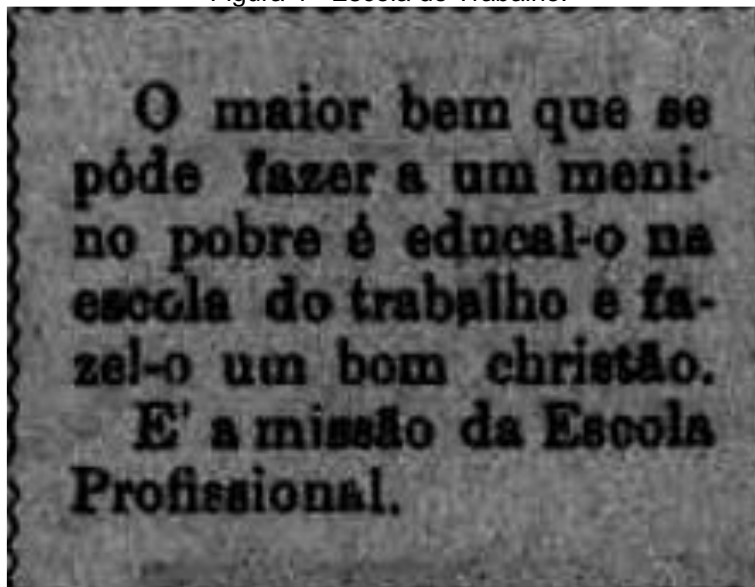 O maior bem que se
póde fazer a um meni-
no pobre é educal-o na
escola do trabalho e fa-
zel-o um bom christão.
E' a missão da Escola
Profissional.